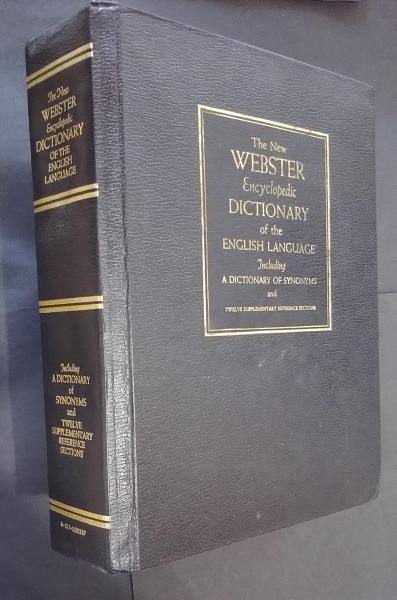 The New
WEBSTER
Encyclopedic
DICTIONARY
OF THE
ENGLISH
LANGUAGE
Including
A DICTIONARY
of
SYNONYMS
and
TWELVE
SUPPLEMENTARY
REFERENCE
SECTIONS
The New
WEBSTER
Encyclopedic
DICTIONARY
of the
ENGLISH LANGUAGE
Including
A DICTIONARY OF SYNONYMS
and
TWELVE SUPPLEMENTARY REFERENCE SECTIONS